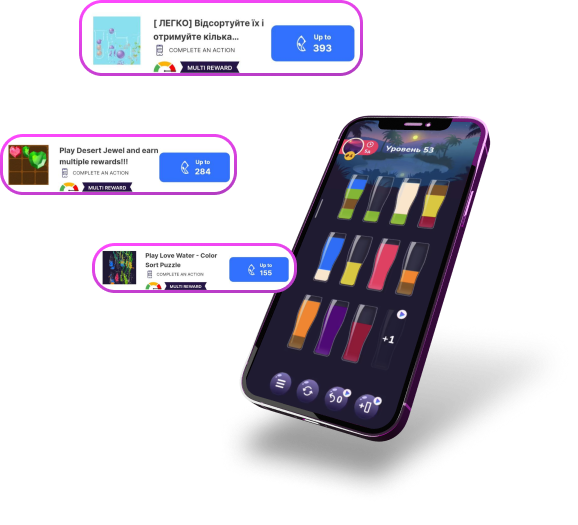 [ ЛЕГКО] Відсортуйте їх і
отримуйте кілька...
COMPLETE AN ACTION
MULTI REWARD
Up to
393
Play Desert Jewel and earn
multiple rewards!!!
COMPLETE AN ACTION
MULTI REWARD
Up to
284
Play Love Water - Color
Sort Puzzle
COMPLETE AN ACTION
MULTI REWARD
Up to
155
Уровень 53
+1